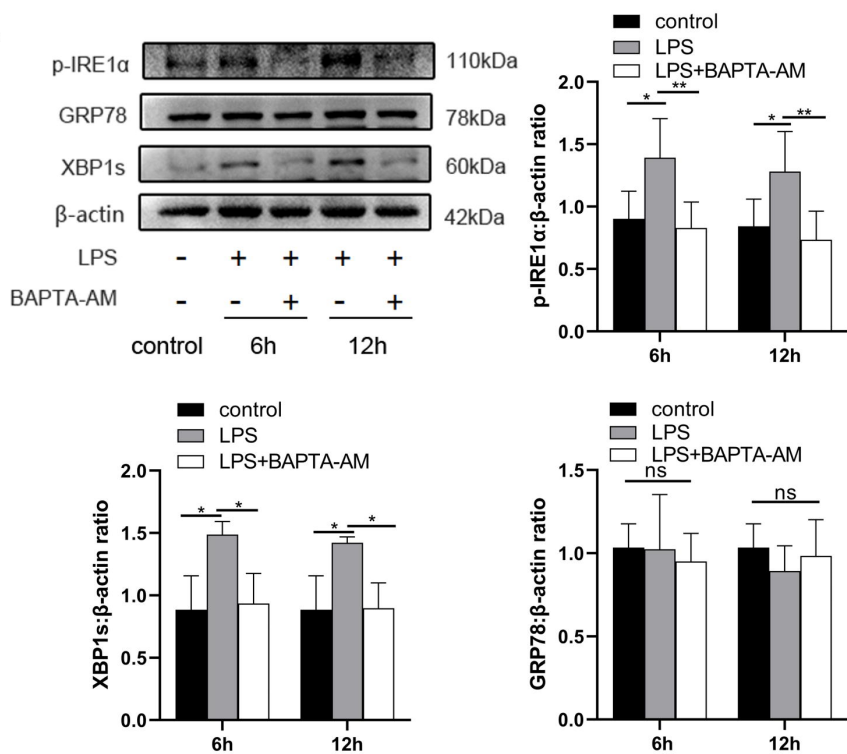 p-IRE1α 110kDa
GRP78 78kDa
XBP1s 60kDa
β-actin 42kDa
LPS - + + + +
BAPTA-AM - - + - +
control 6h 12h
control
LPS
LPS+BAPTA-AM
p-IRE1α:β-actin ratio
2.0
1.5
1.0
0.5
0.0
* ** * **
6h 12h
control
LPS
LPS+BAPTA-AM
XBP1s:β-actin ratio
2.0
1.5
1.0
0.5
0.0
* * * *
6h 12h
control
LPS
LPS+BAPTA-AM
GRP78:β-actin ratio
1.5
1.0
0.5
0.0
ns ns
6h 12h